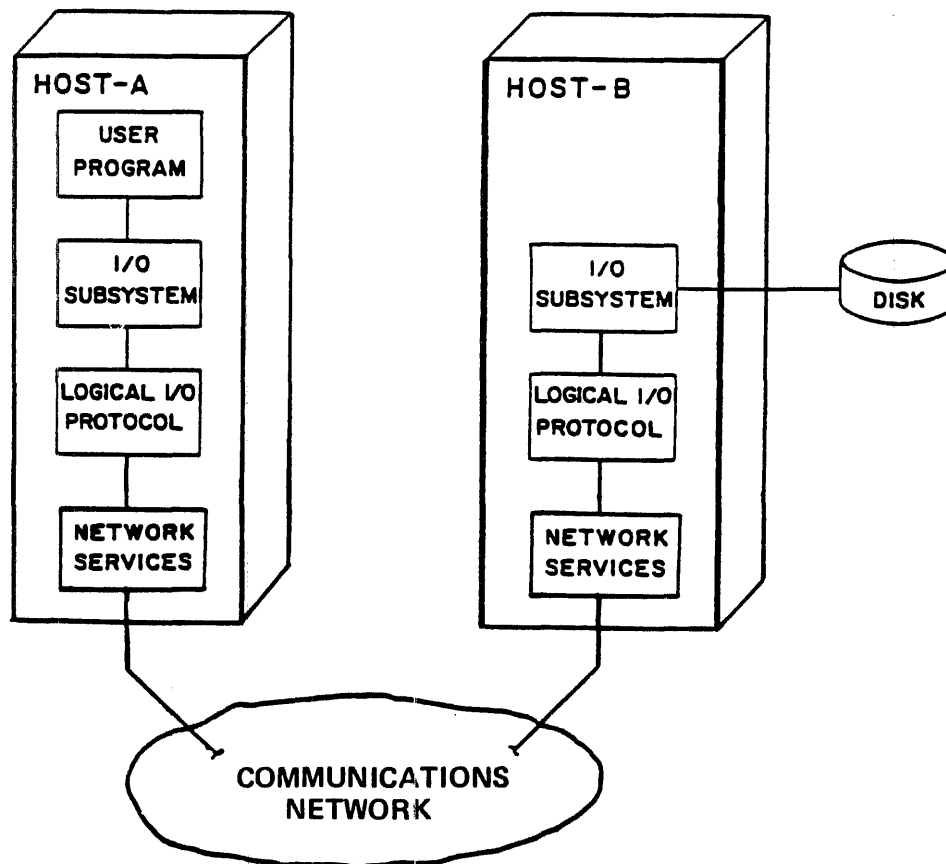 HOST-A
USER
PROGRAM
I/O
SUBSYSTEM
LOGICAL I/O
PROTOCOL
NETWORK
SERVICES
HOST-B
I/O
SUBSYSTEM
LOGICAL I/O
PROTOCOL
NETWORK
SERVICES
DISK
COMMUNICATIONS
NETWORK